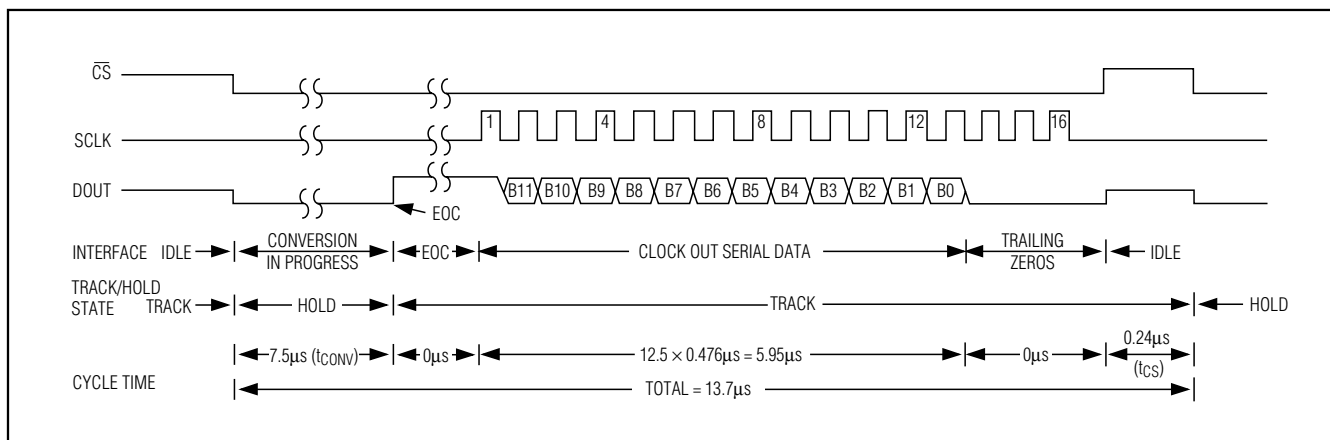 CS
SCLK
1 4 8 12 16
DOUT
B11 B10 B9 B8 B7 B6 B5 B4 B3 B2 B1 B0
EOC
INTERFACE IDLE CONVERSION IN PROGRESS EOC CLOCK OUT SERIAL DATA TRAILING ZEROS IDLE
TRACK/HOLD
STATE TRACK HOLD TRACK HOLD
7.5µs (tCONV) 0µs 12.5 × 0.476µs = 5.95µs 0µs 0.24µs
(tCS)
CYCLE TIME
TOTAL = 13.7µs